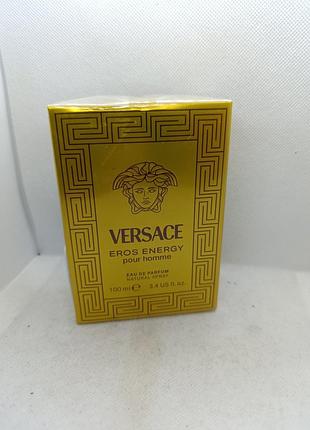 VERSACE
EROS ENERGY
pour homme
EAU DE PARFUM
NATURAL SPRAY
100 ml ℮ 3.4 US fl. oz.